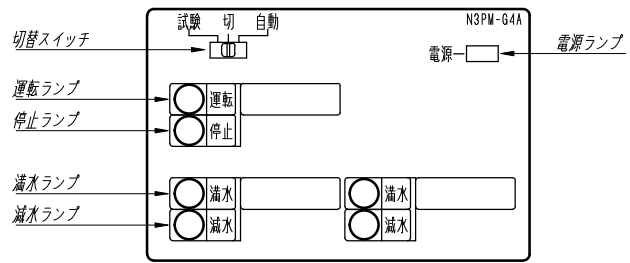 試験 切 自動 N3PM-G4A
切替スイッチ
電源 電源ランプ
運転ランプ 運転
停止ランプ 停止
満水ランプ 満水 満水
減水ランプ 減水 減水